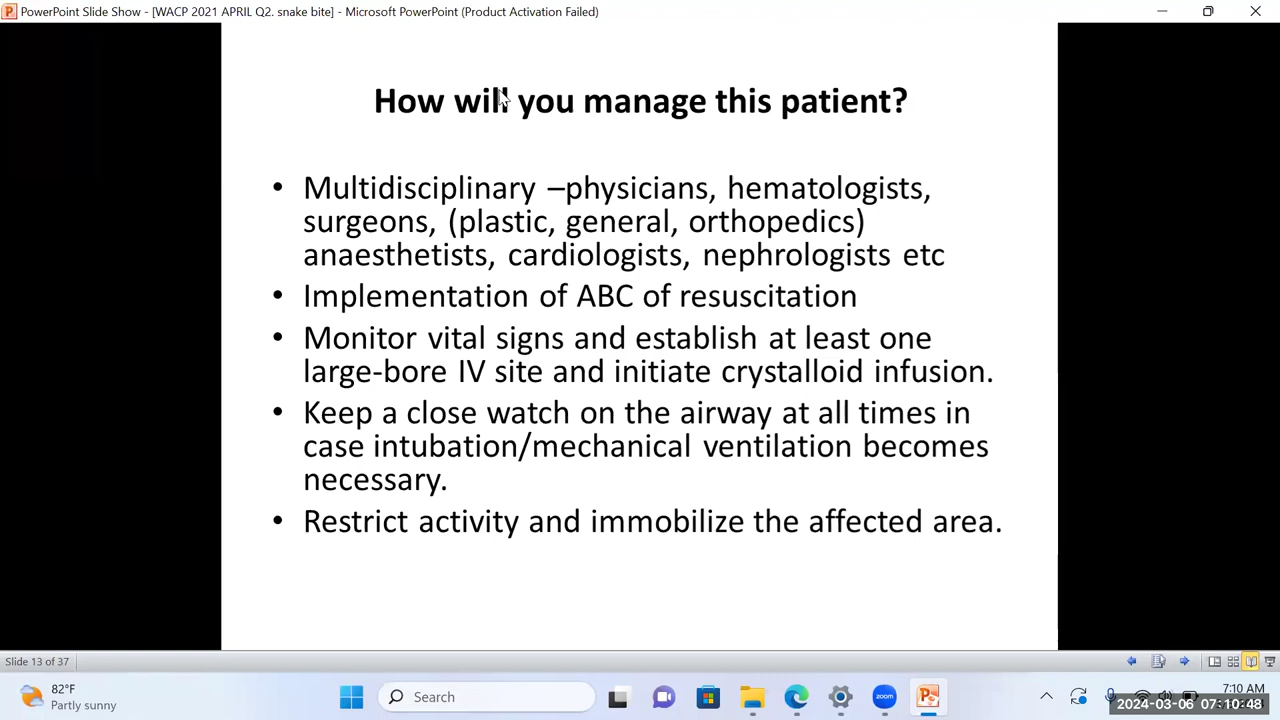 PowerPoint Slide Show - [WACP 2021 APRIL Q2. snake bite] - Microsoft PowerPoint (Product Activation Failed)
How will you manage this patient?
• Multidisciplinary –physicians, hematologists,
surgeons, (plastic, general, orthopedics)
anaesthetists, cardiologists, nephrologists etc
• Implementation of ABC of resuscitation
• Monitor vital signs and establish at least one
large-bore IV site and initiate crystalloid infusion.
• Keep a close watch on the airway at all times in
case intubation/mechanical ventilation becomes
necessary.
• Restrict activity and immobilize the affected area.
Slide 13 of 37
82°F
Partly sunny
Search
zoom
7:10 AM
2024-03-06 07:10:48